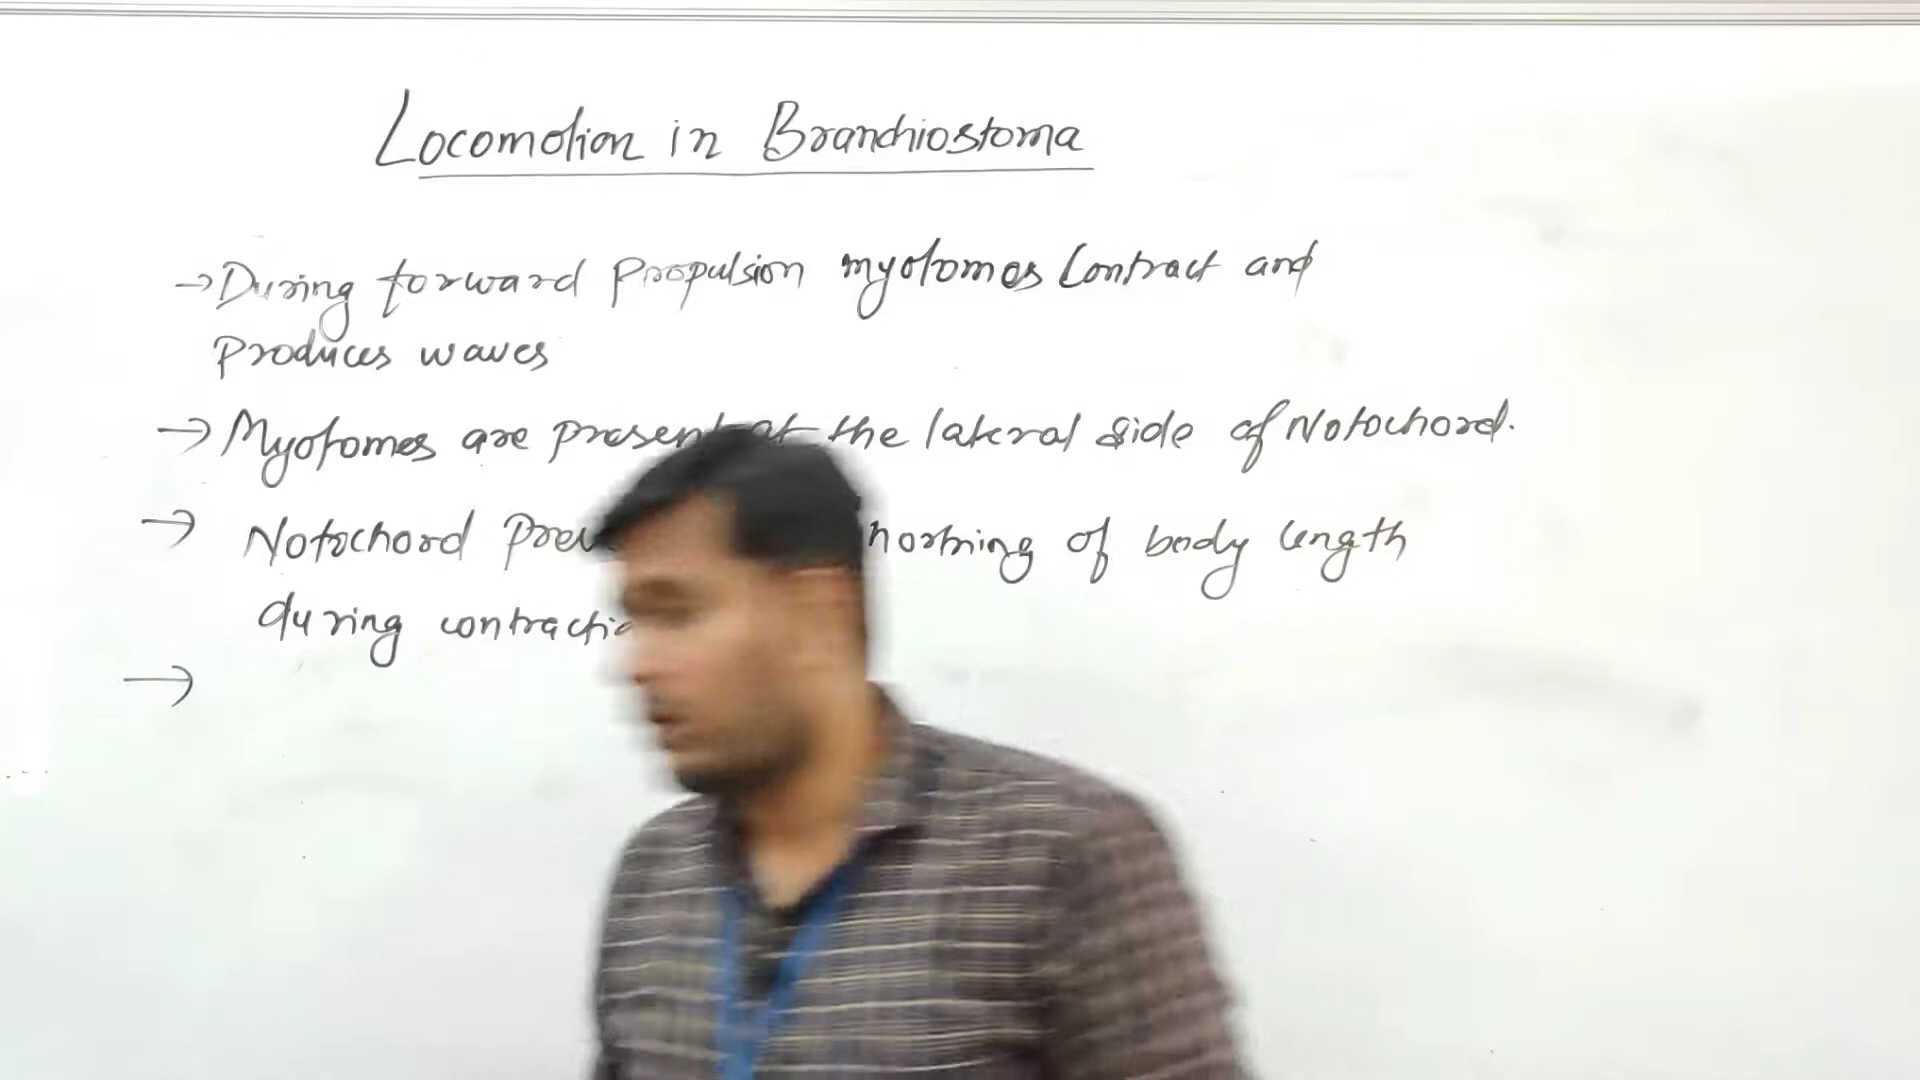 Locomotion in Branchiostoma
→ During forward Propulsion myotomes Contract and
Produces waves
→ Myotomes are present at the lateral side of Notochord.
→ Notochord of body length
during
→